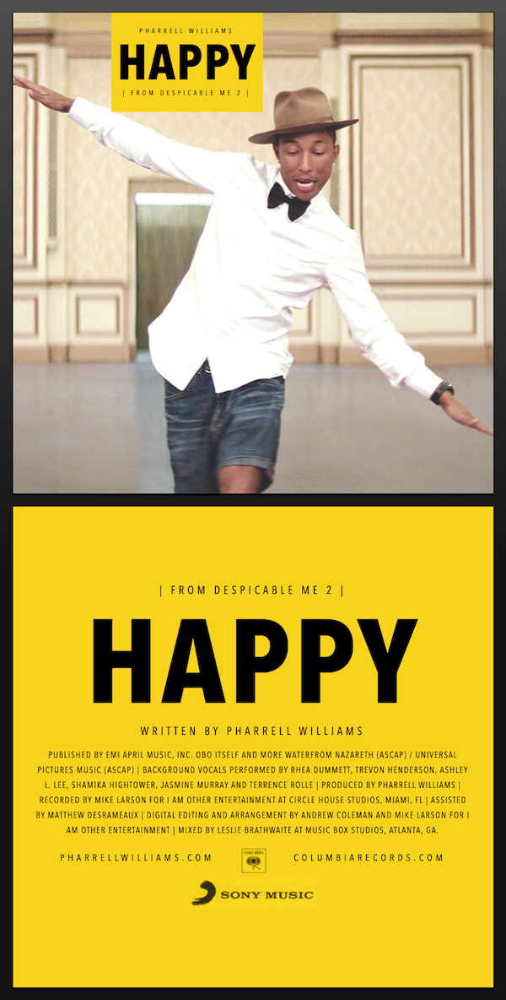 PHARRELL WILLIAMS
HAPPY
| FROM DESPICABLE ME 2 |
| FROM DESPICABLE ME 2 |
HAPPY
WRITTEN BY PHARRELL WILLIAMS
PUBLISHED BY EMI APRIL MUSIC, INC. OBO ITSELF AND MORE WATERFROM NAZARETH (ASCAP) / UNIVERSAL
PICTURES MUSIC (ASCAP) | BACKGROUND VOCALS PERFORMED BY RHEA DUMMETT, TREVON HENDERSON, ASHLEY
L. LEE, SHAMIKA HIGHTOWER, JASMINE MURRAY AND TERRENCE ROLLE | PRODUCED BY PHARRELL WILLIAMS |
RECORDED BY MIKE LARSON FOR I AM OTHER ENTERTAINMENT AT CIRCLE HOUSE STUDIOS, MIAMI, FL | ASSISTED
BY MATTHEW DESRAMEAUX | DIGITAL EDITING AND ARRANGEMENT BY ANDREW COLEMAN AND MIKE LARSON FOR I
AM OTHER ENTERTAINMENT | MIXED BY LESLIE BRATHWAITE AT MUSIC BOX STUDIOS, ATLANTA, GA.
PHARRELLWILLIAMS.COM
COLUMBIA
COLUMBIARECORDS.COM
SONY MUSIC